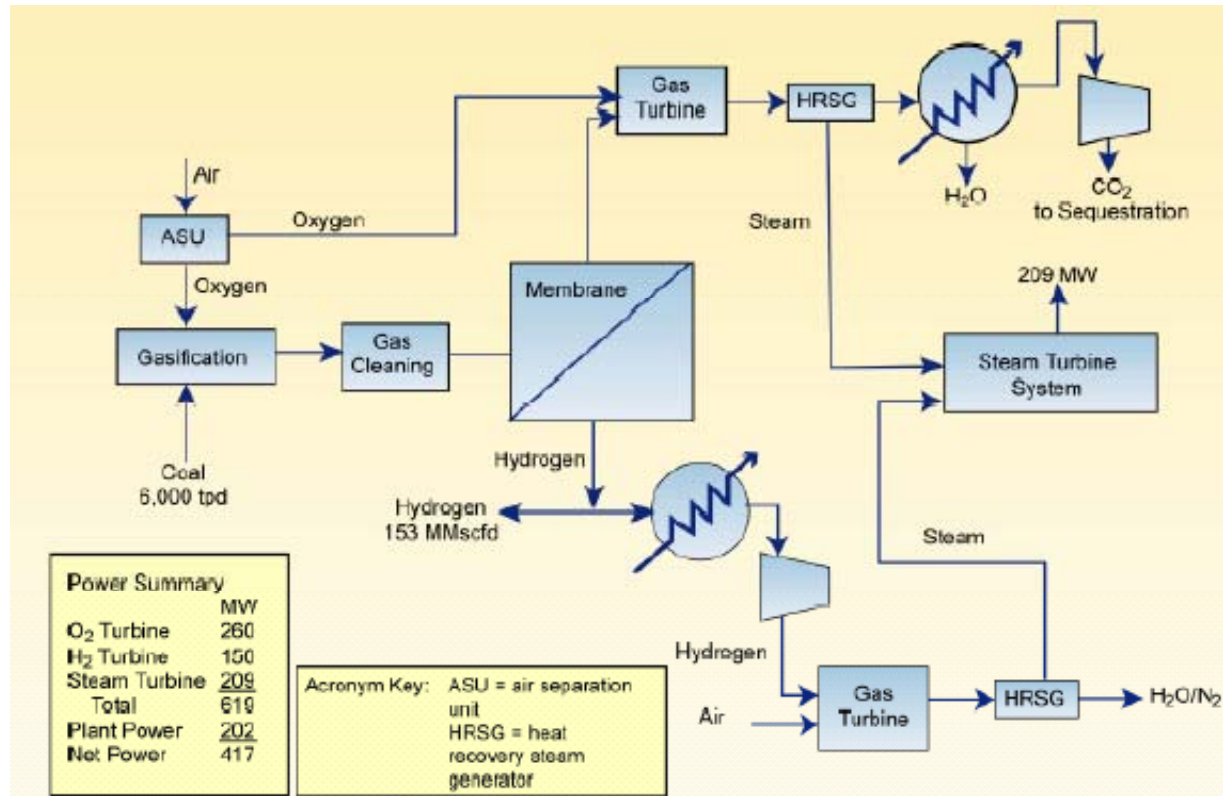 Gas
Turbine
HRSG
Air
H₂O
CO₂
to Sequestration
Oxygen
Steam
ASU
209 MW
Oxygen
Membrane
Gasification
Gas
Cleaning
Steam Turbine
System
Hydrogen
Coal
6,000 tpd
Hydrogen
153 MMscfd
Steam
Power Summary
MW
O₂ Turbine 260
H₂ Turbine 150
Steam Turbine 209
Total 619
Plant Power 202
Net Power 417
Acronym Key: ASU = air separation
unit
HRSG = heat
recovery steam
generator
Hydrogen
Air
Gas
Turbine
HRSG
H₂O/N₂